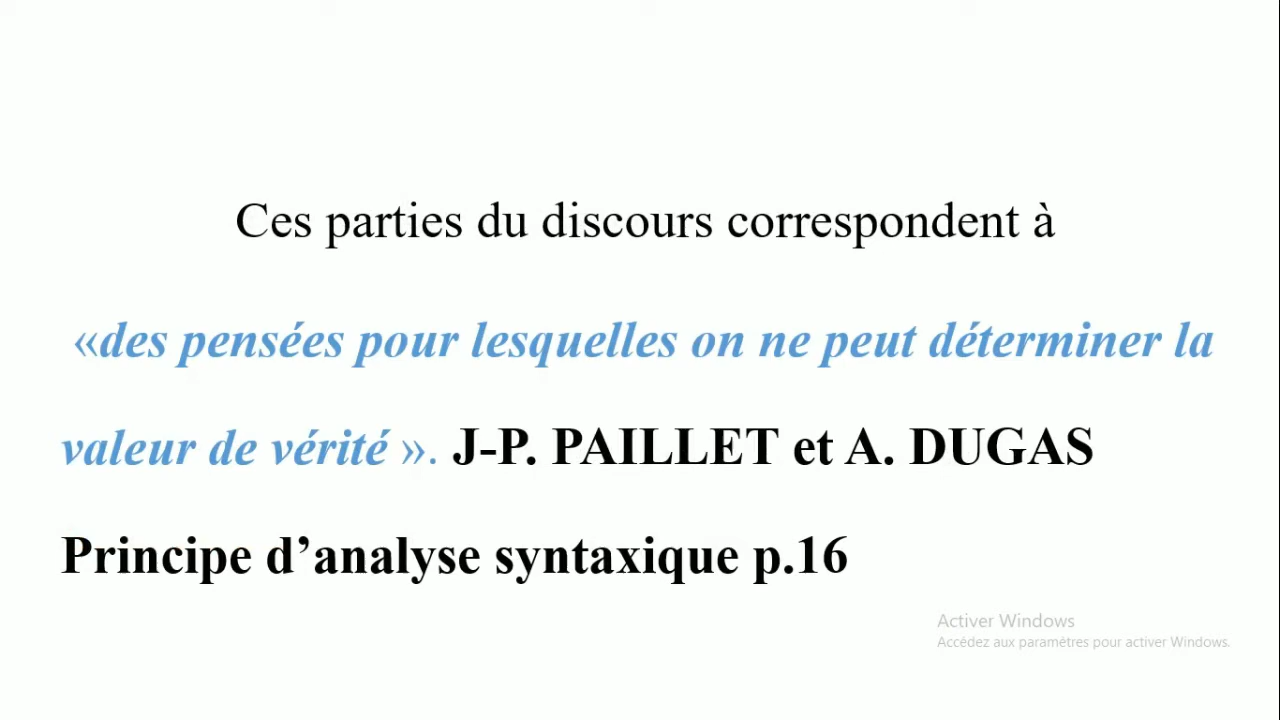 Ces parties du discours correspondent à
«des pensées pour lesquelles on ne peut déterminer la
valeur de vérité ». J-P. PAILLET et A. DUGAS
Principe d’analyse syntaxique p.16
Activer Windows
Accédez aux paramètres pour activer Windows.